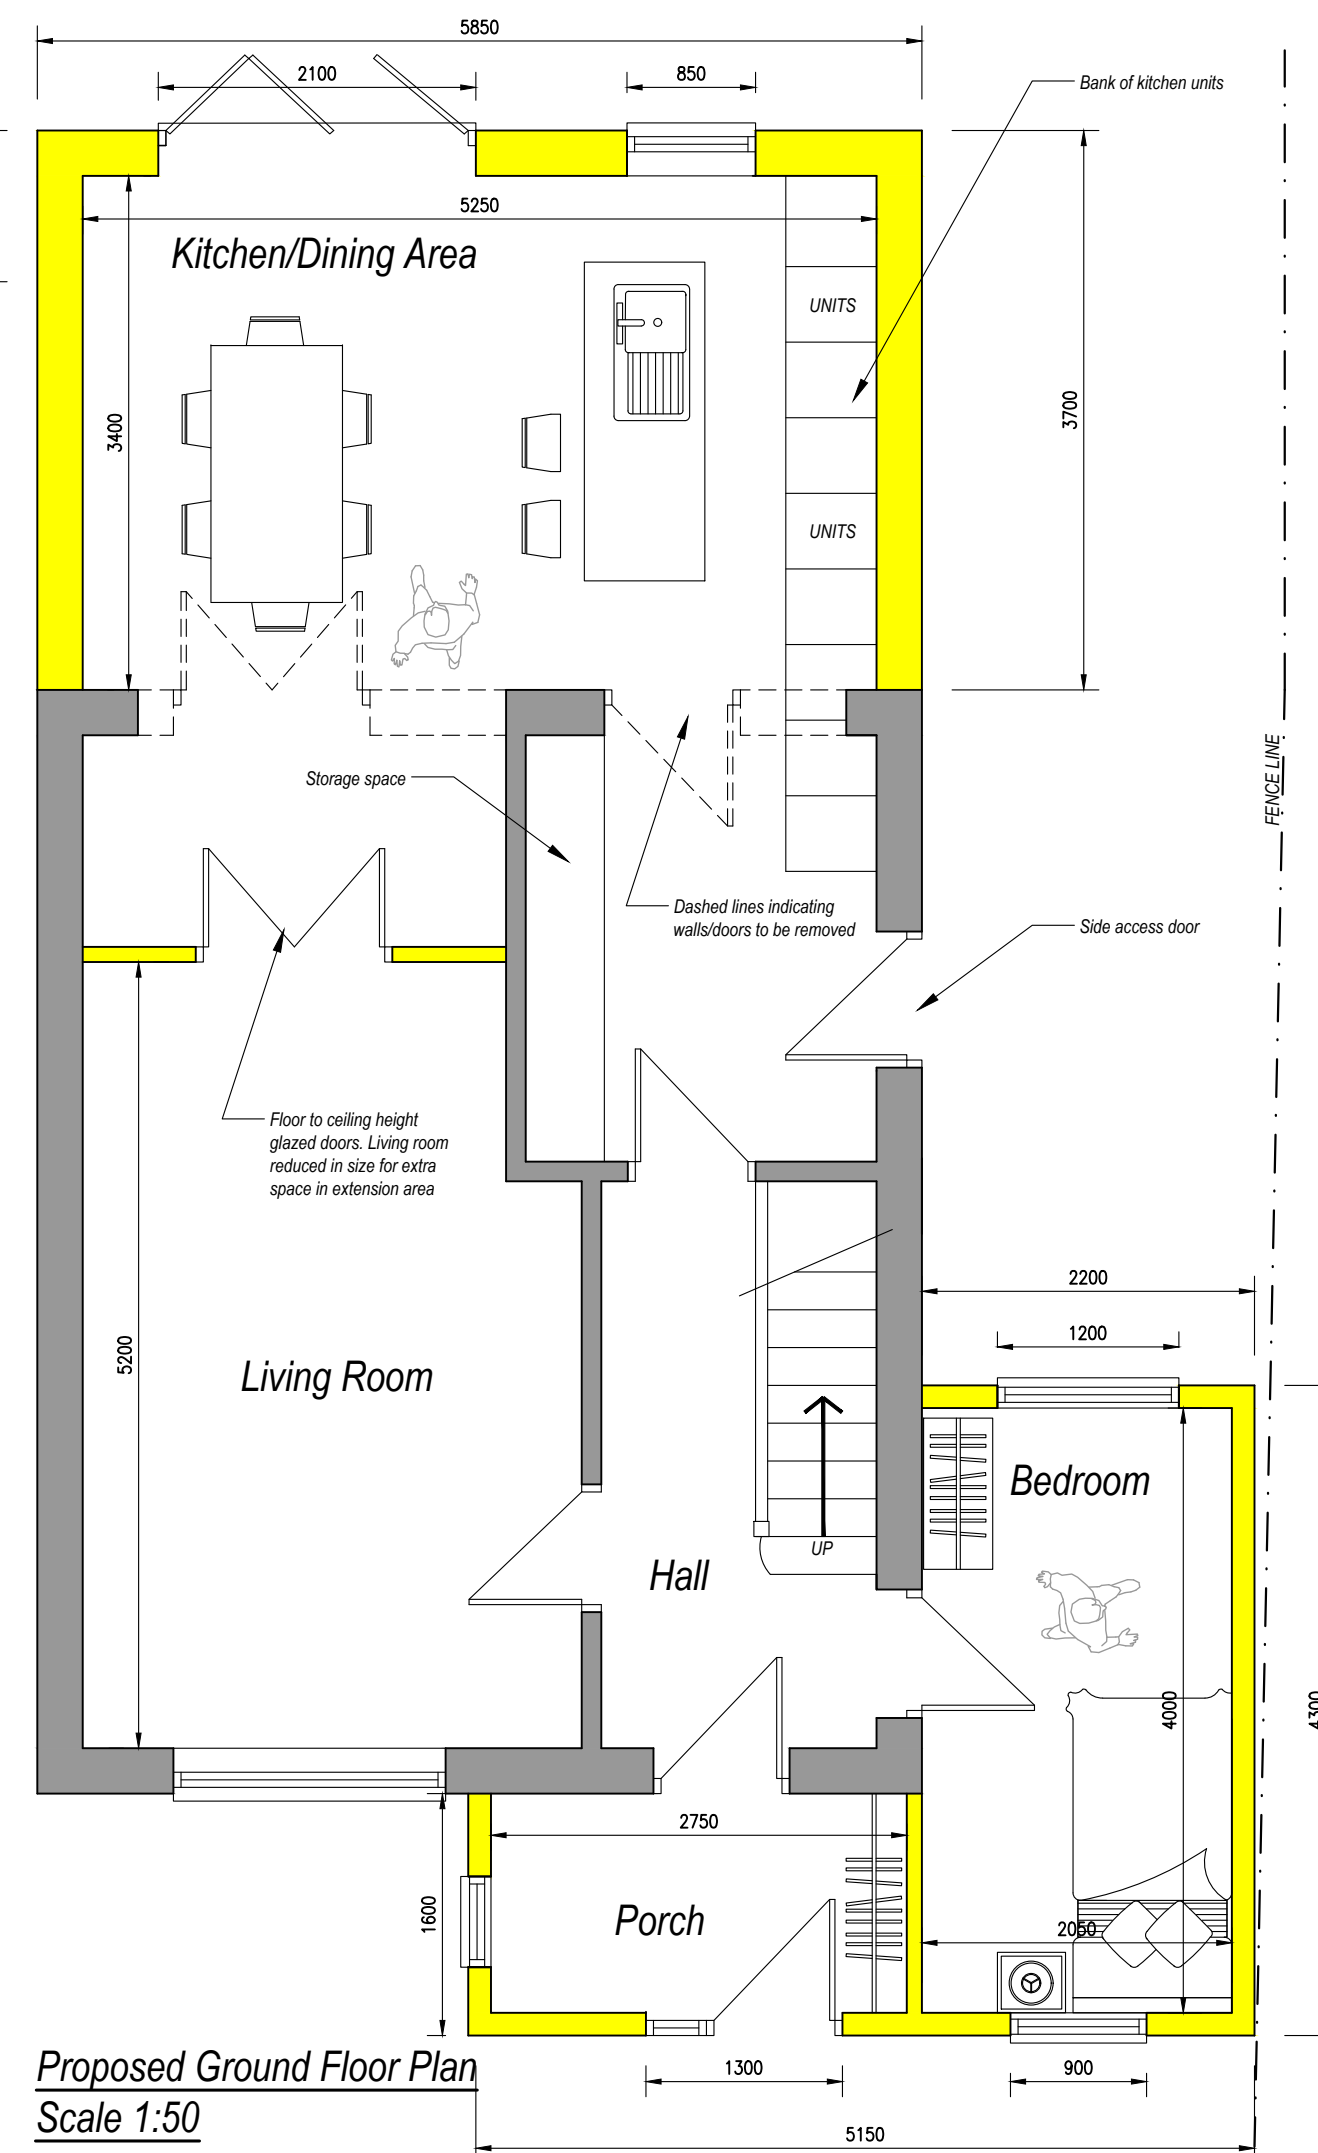 5850
2100
850
Bank of kitchen units
5250
Kitchen/Dining Area
UNITS
3400
3700
UNITS
Storage space
FENCE LINE
Dashed lines indicating
walls/doors to be removed
Side access door
Floor to ceiling height
glazed doors. Living room
reduced in size for extra
space in extension area
2200
1200
5200
Living Room
Bedroom
UP
Hall
4000
4300
2750
1600
Porch
2050
Proposed Ground Floor Plan
Scale 1:50
1300
900
5150